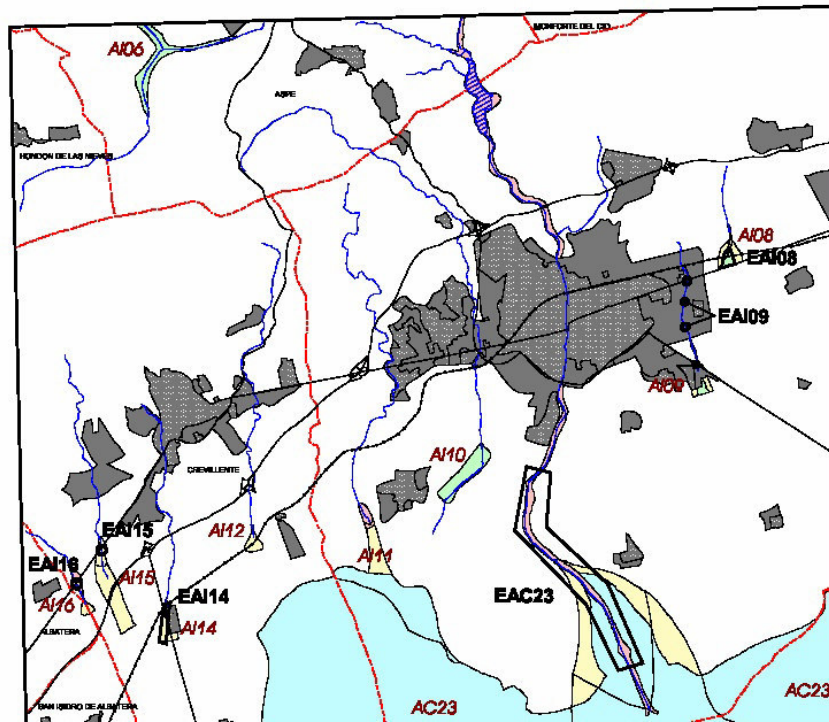 MONFORTE DEL CID
AI06
ASPE
HONDON DE LAS NIEVES
AI08
EAI08
EAI09
AI09
AI10
CREVILLENTE
AI12
EAI15
AI11
EAI16
AI15
EAI14
EAC23
AI16
AI14
ALBATERA
AC23
SAN ISIDRO DE ALBATERA
AC23